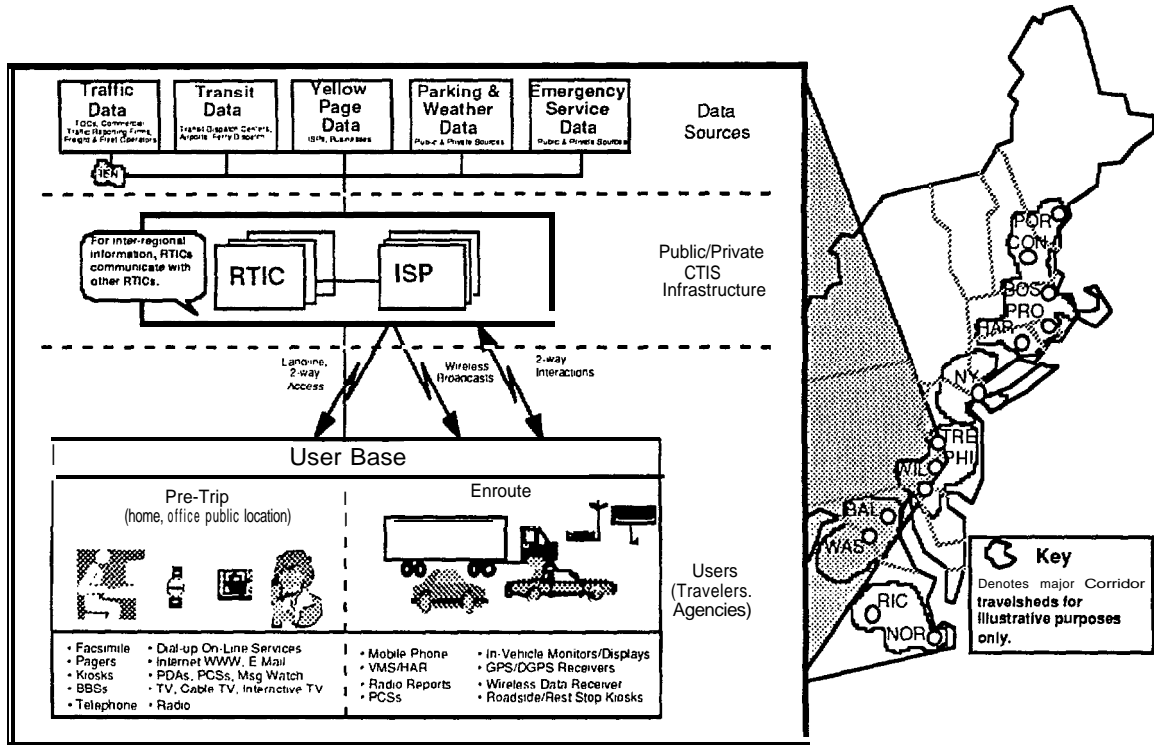 Traffic
Data
TOCs, Commercial
Traffic Reporting Firms,
Freight & Fleet Operators
Transit
Data
Transit Dispatch Centers,
Airports, Ferry Dispatch
Yellow
Page
Data
ISPs, Businesses
Parking &
Weather
Data
Public & Private Sources
Emergency
Service
Data
Public & Private Sources
Data
Sources
IEN
For inter-regional
information, RTICs
communicate with
other RTICs.
RTIC
ISP
Public/Private
CTIS
Infrastructure
Landline,
2-way
Access
Wireless
Broadcasts
2-way
Interactions
User Base
Pre-Trip
(home, office public location)
Enroute
Users
(Travelers.
Agencies)
• Facsimile
• Pagers
• Kiosks
• BBSs
• Telephone
• Dial-up On-Line Services
• Internet WWW, E Mail
• PDAs, PCSs, Msg Watch
• TV, Cable TV, Interactive TV
• Radio
• Mobile Phone
• VMS/HAR
• Radio Reports
• PCSs
• In-Vehicle Monitors/Displays
• GPS/DGPS Receivers
• Wireless Data Receiver
• Roadside/Rest Stop Kiosks
POR
CON
BOS
PRO
HAR
NY
TRE
PHI
WIL
BAL
WAS
RIC
NOR
Key
Denotes major Corridor
travelsheds for
illustrative purposes
only.